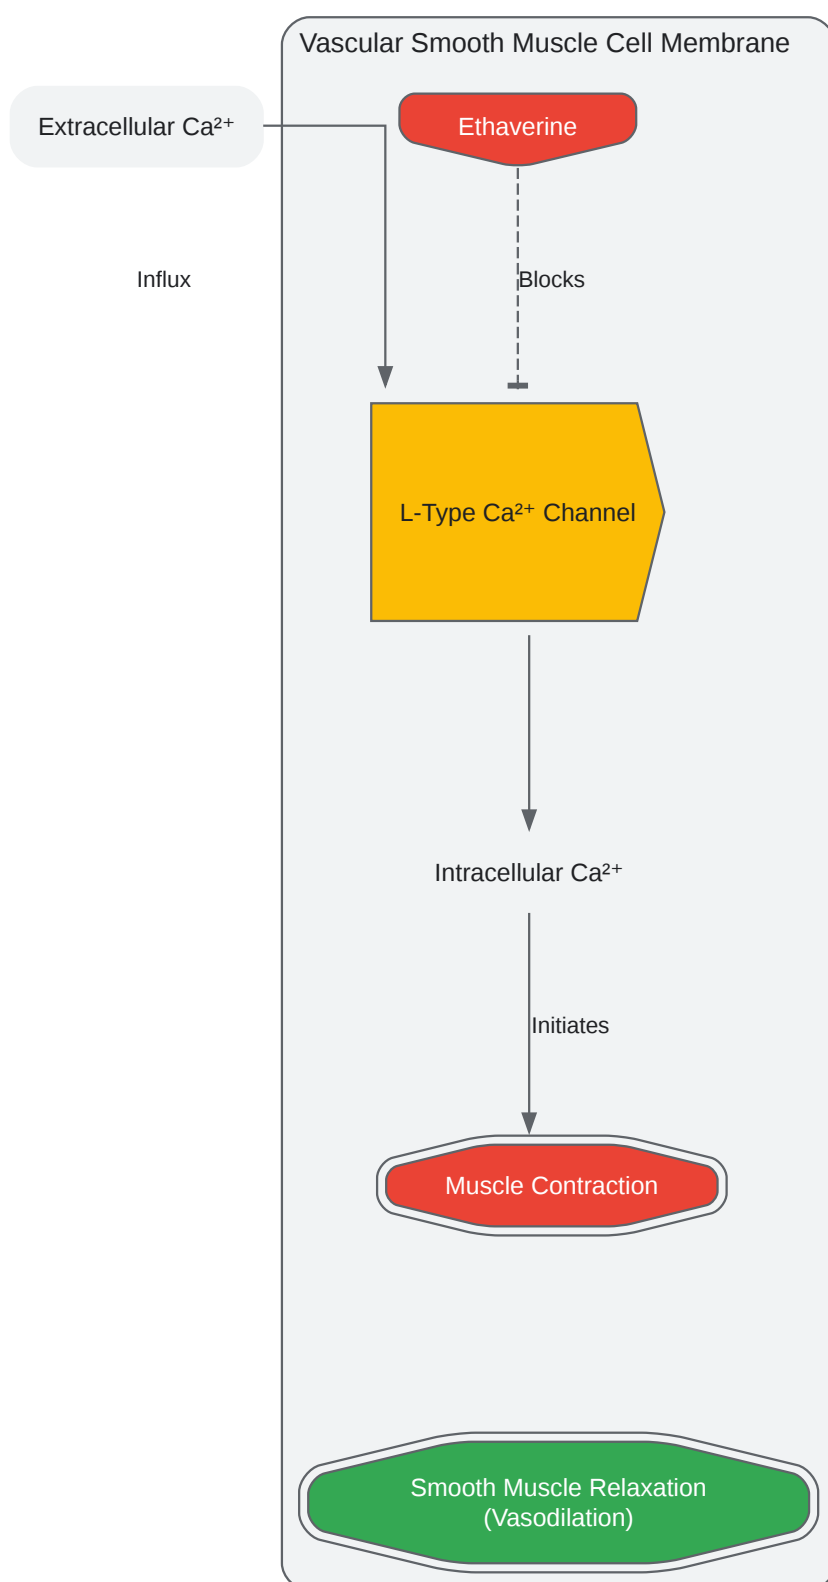 Vascular Smooth Muscle Cell Membrane
Extracellular Ca²⁺
Ethaverine
Influx
Blocks
L-Type Ca²⁺ Channel
Intracellular Ca²⁺
Initiates
Muscle Contraction
Smooth Muscle Relaxation
(Vasodilation)